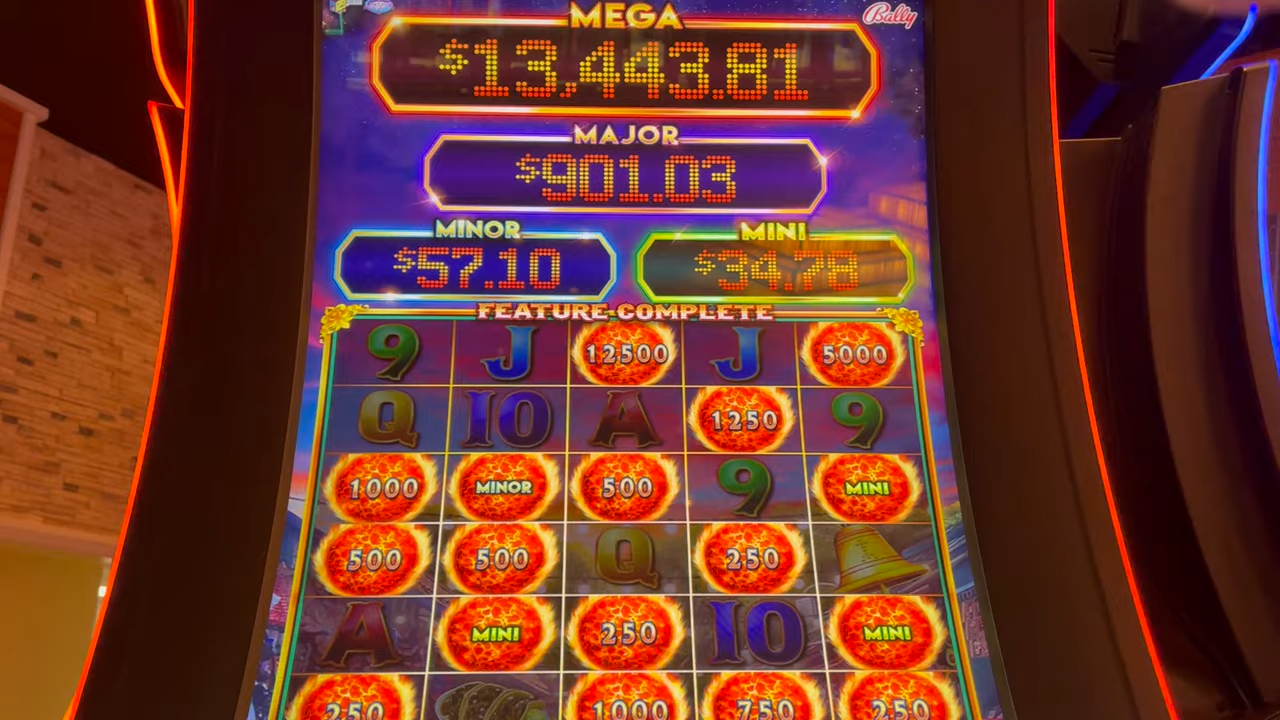 MEGA
Bally
$13,443.81
MAJOR
$901.03
MINOR
MINI
$57.10
$34.78
FEATURE COMPLETE
9 J 12500 J 5000
Q 10 A 1250 9
1000 MINOR 500 9 MINI
500 500 Q 250
A MINI 250 10 MINI
250 1000 750 250